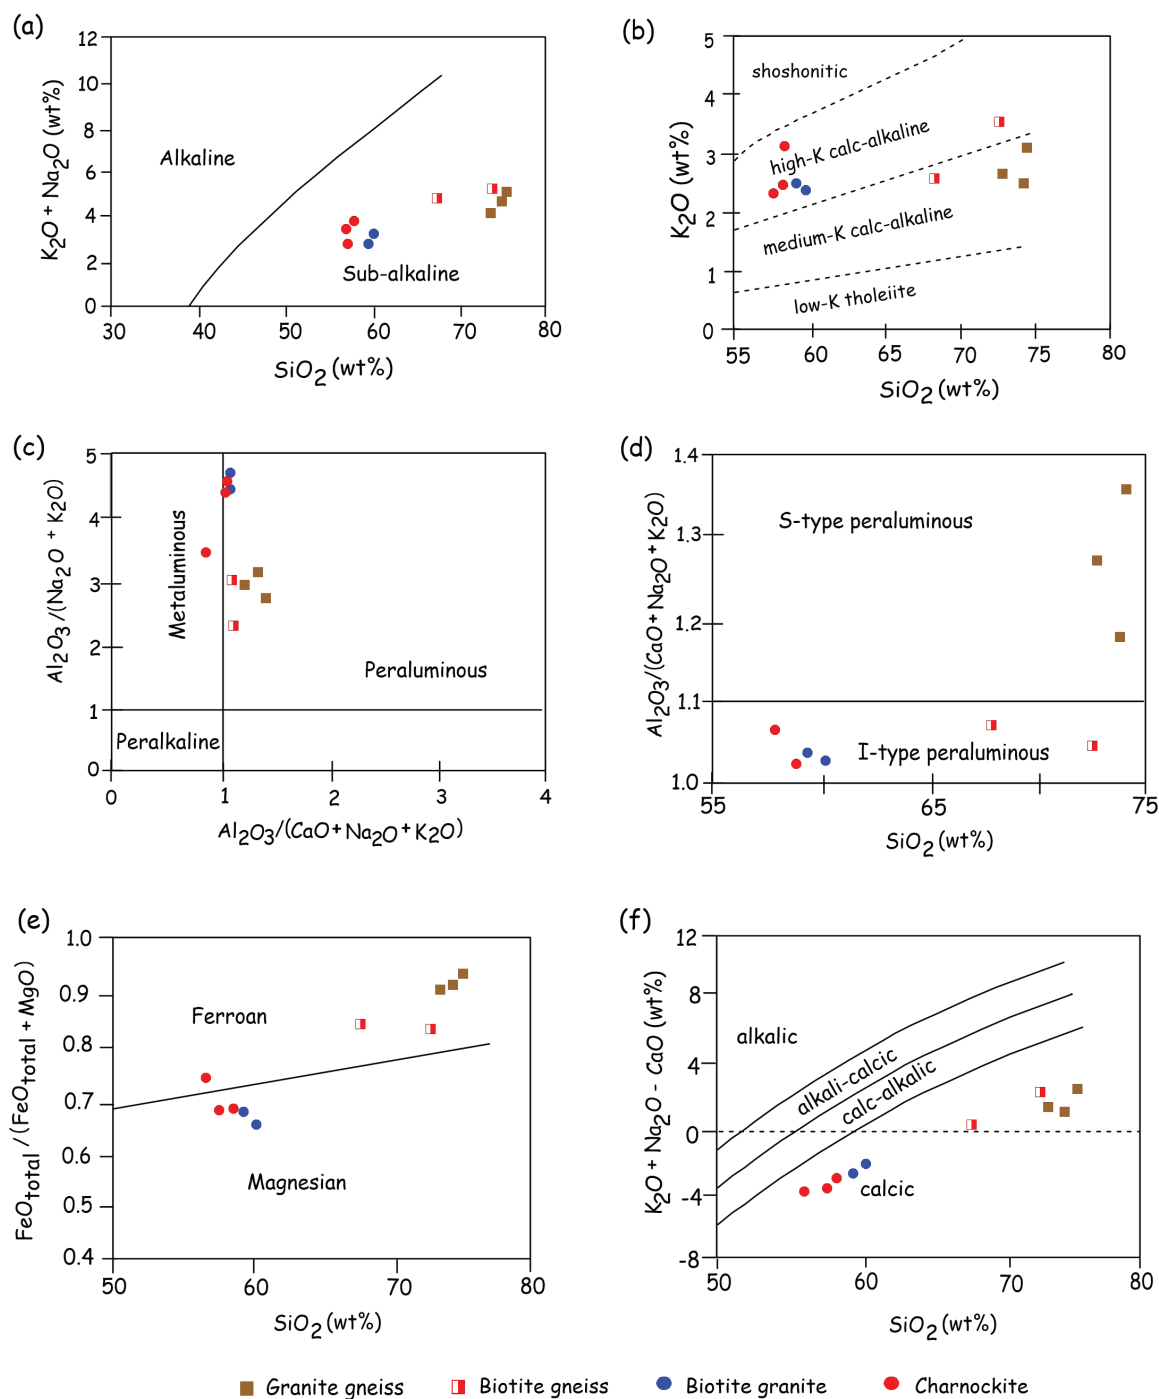 (a)
12
10
8
6
4
2
0
K2O + Na2O (wt%)
Alkaline
Sub-alkaline
30 40 50 60 70 80
SiO2 (wt%)
(b)
5
4
3
2
1
0
K2O (wt%)
shoshonitic
high-K calc-alkaline
medium-K calc-alkaline
low-K tholeiite
55 60 65 70 75 80
SiO2 (wt%)
(c)
5
4
3
2
1
0
Al2O3/(Na2O + K2O)
Metaluminous
Peraluminous
Peralkaline
0 1 2 3 4
Al2O3/(CaO+Na2O+K2O)
(d)
1.4
1.3
1.2
1.1
1.0
Al2O3/(CaO+Na2O+K2O)
S-type peraluminous
I-type peraluminous
55 65 75
SiO2 (wt%)
(e)
1.0
0.9
0.8
0.7
0.6
0.5
0.4
FeOtotal/(FeOtotal+MgO)
Ferroan
Magnesian
50 60 70 80
SiO2 (wt%)
(f)
12
8
4
0
-4
-8
K2O + Na2O - CaO (wt%)
alkalic
alkali-calcic
calc-alkalic
calcic
50 60 70 80
SiO2 (wt%)
Granite gneiss Biotite gneiss Biotite granite Charnockite